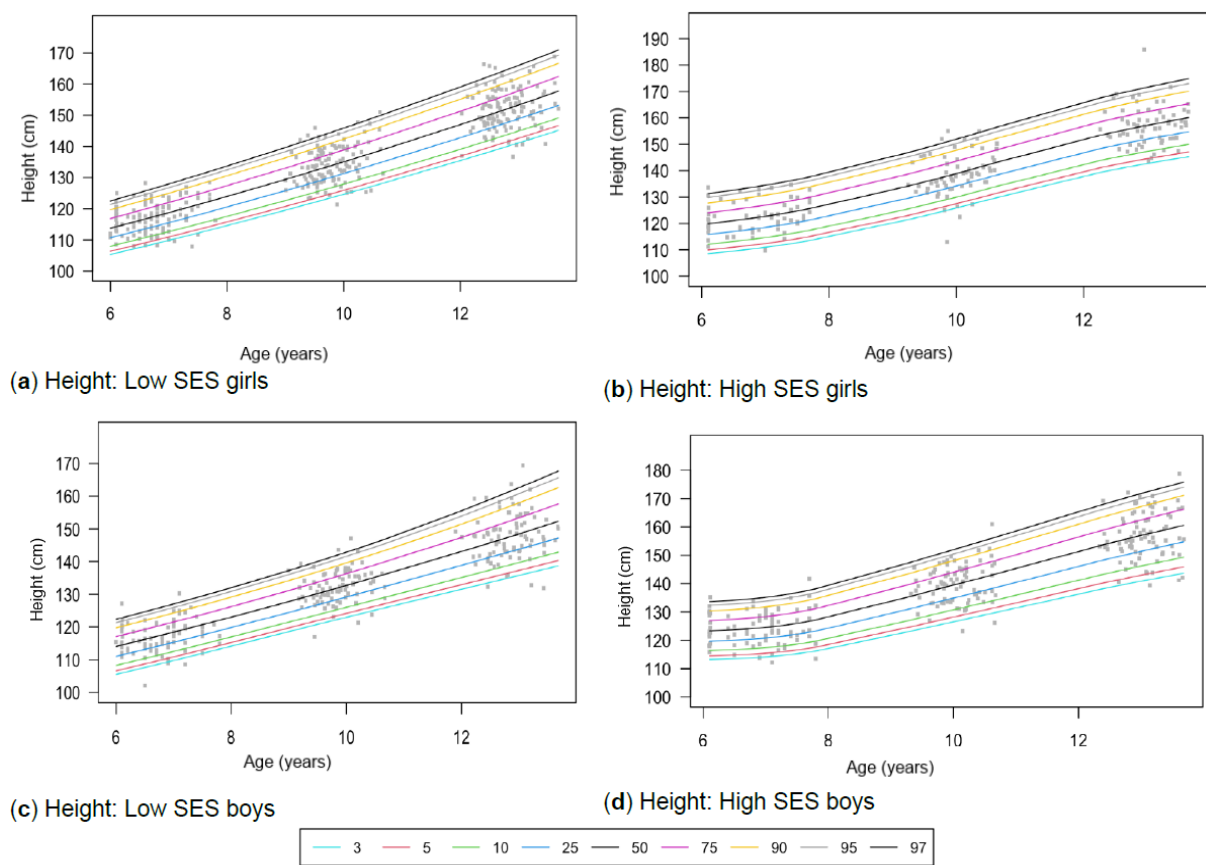 Height (cm)
170
160
150
140
130
120
110
100
6 8 10 12
Age (years)
(a) Height: Low SES girls
Height (cm)
190
180
170
160
150
140
130
120
110
100
6 8 10 12
Age (years)
(b) Height: High SES girls
Height (cm)
170
160
150
140
130
120
110
100
6 8 10 12
Age (years)
(c) Height: Low SES boys
Height (cm)
180
170
160
150
140
130
120
110
100
6 8 10 12
Age (years)
(d) Height: High SES boys
3 5 10 25 50 75 90 95 97